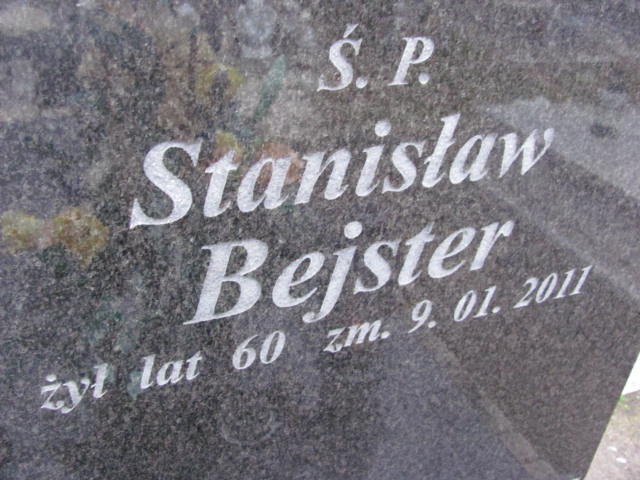 Ś. P.
Stanisław
Bejster
żył lat 60 zm. 9. 01. 2011